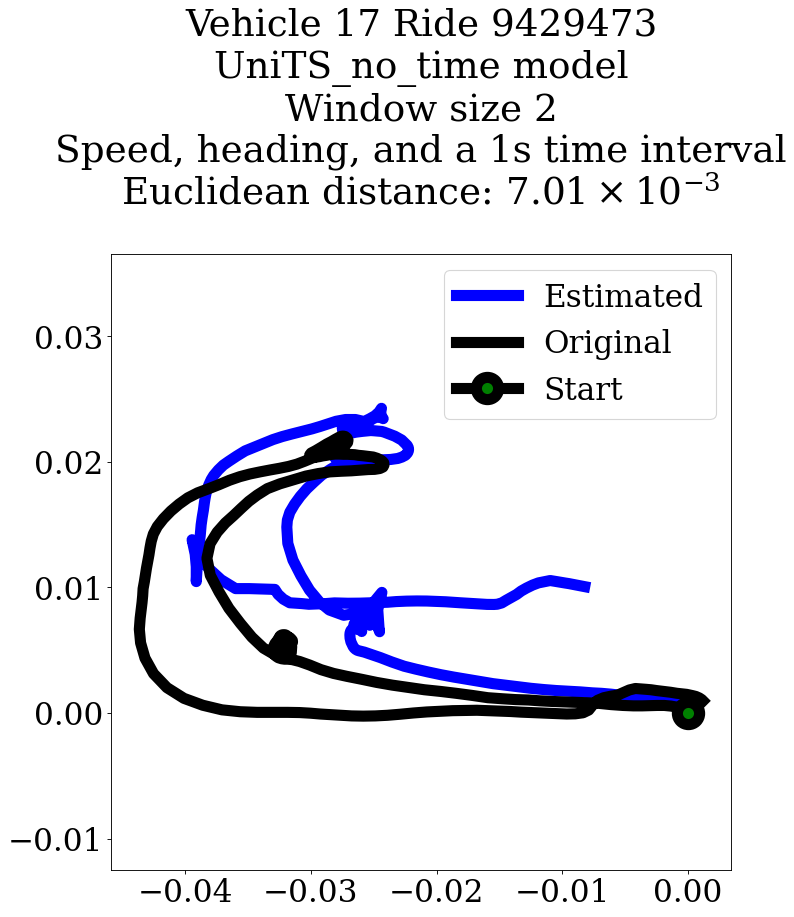 Vehicle 17 Ride 9429473
UniTS_no_time model
Window size 2
Speed, heading, and a 1s time interval
Euclidean distance: 7.01 × 10⁻³
Estimated
Original
Start
0.03
0.02
0.01
0.00
−0.01
−0.04
−0.03
−0.02
−0.01
0.00